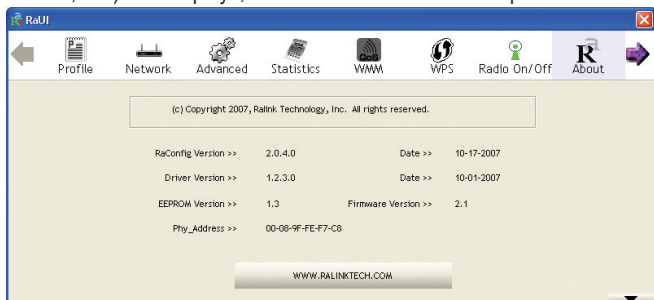 RaUI
Profile Network Advanced Statistics QoS WMM WPS Radio On/Off About
(c) Copyright 2007, Ralink Technology, Inc. All rights reserved.
RaConfig Version >> 2.0.4.0 Date >> 10-17-2007
Driver Version >> 1.2.3.0 Date >> 10-01-2007
EEPROM Version >> 1.3 Firmware Version >> 2.1
Phy_Address >> 00-08-9F-FE-F7-C8
WWW.RALINKTECH.COM